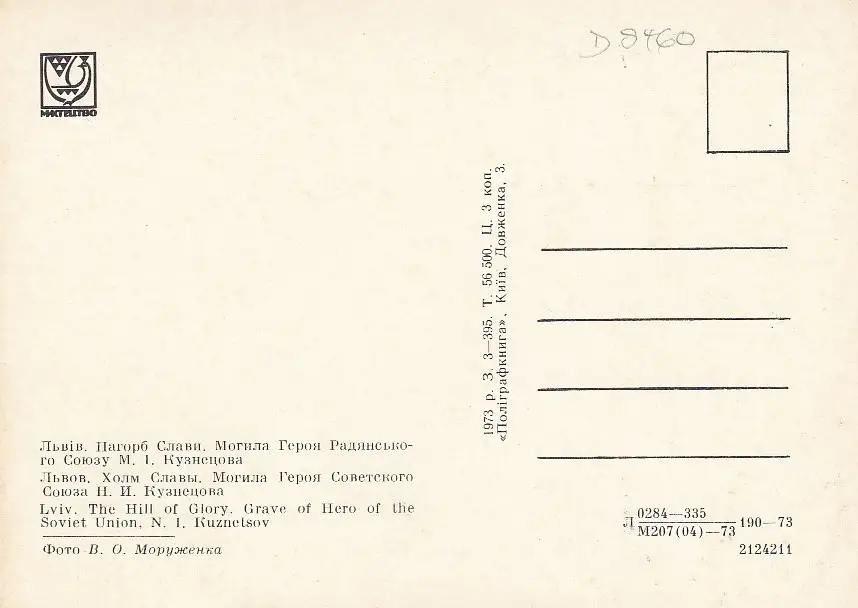 D 8460
МИСТЕЦТВО
1973 р. З. 3—395. Т. 56 500. Ц. 3 коп.
«Поліграфкнига», Київ, Довженка, 3.
Львів. Пагорб Слави. Могила Героя Радянсько-
го Союзу М. І. Кузнецова
Львов. Холм Славы. Могила Героя Советского
Союза Н. И. Кузнецова
Lviv. The Hill of Glory. Grave of Hero of the
Soviet Union, N. I. Kuznetsov
Фото В. О. Моруженка
Л 0284—335
М207(04)—73 190—73
2124211